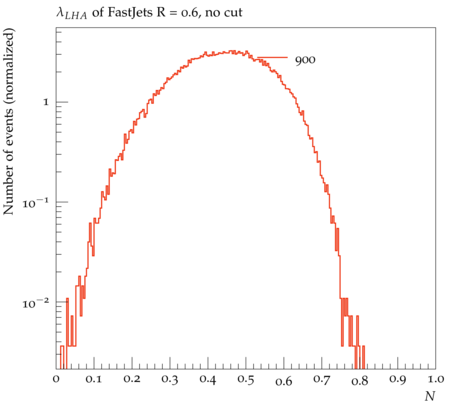 λLHA of FastJets R = 0.6, no cut
Number of events (normalized)
900
1
10−1
10−2
0 0.1 0.2 0.3 0.4 0.5 0.6 0.7 0.8 0.9 1.0
N